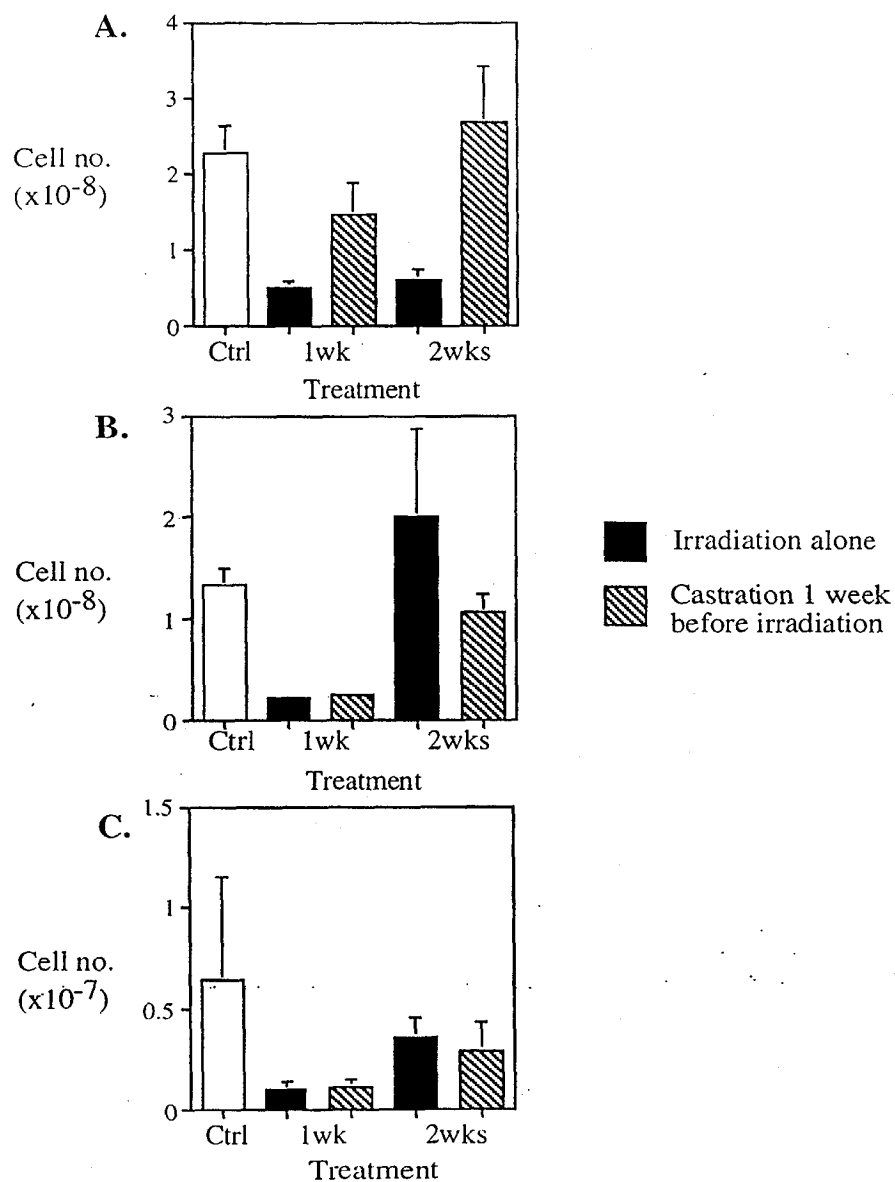 A.
4
3
2
1
0
Cell no.
(x10-8)
Ctrl 1wk 2wks
Treatment
B.
3
2
1
0
Cell no.
(x10-8)
Ctrl 1wk 2wks
Treatment
Irradiation alone
Castration 1 week
before irradiation
C.
1.5
1
0.5
0
Cell no.
(x10-7)
Ctrl 1wk 2wks
Treatment